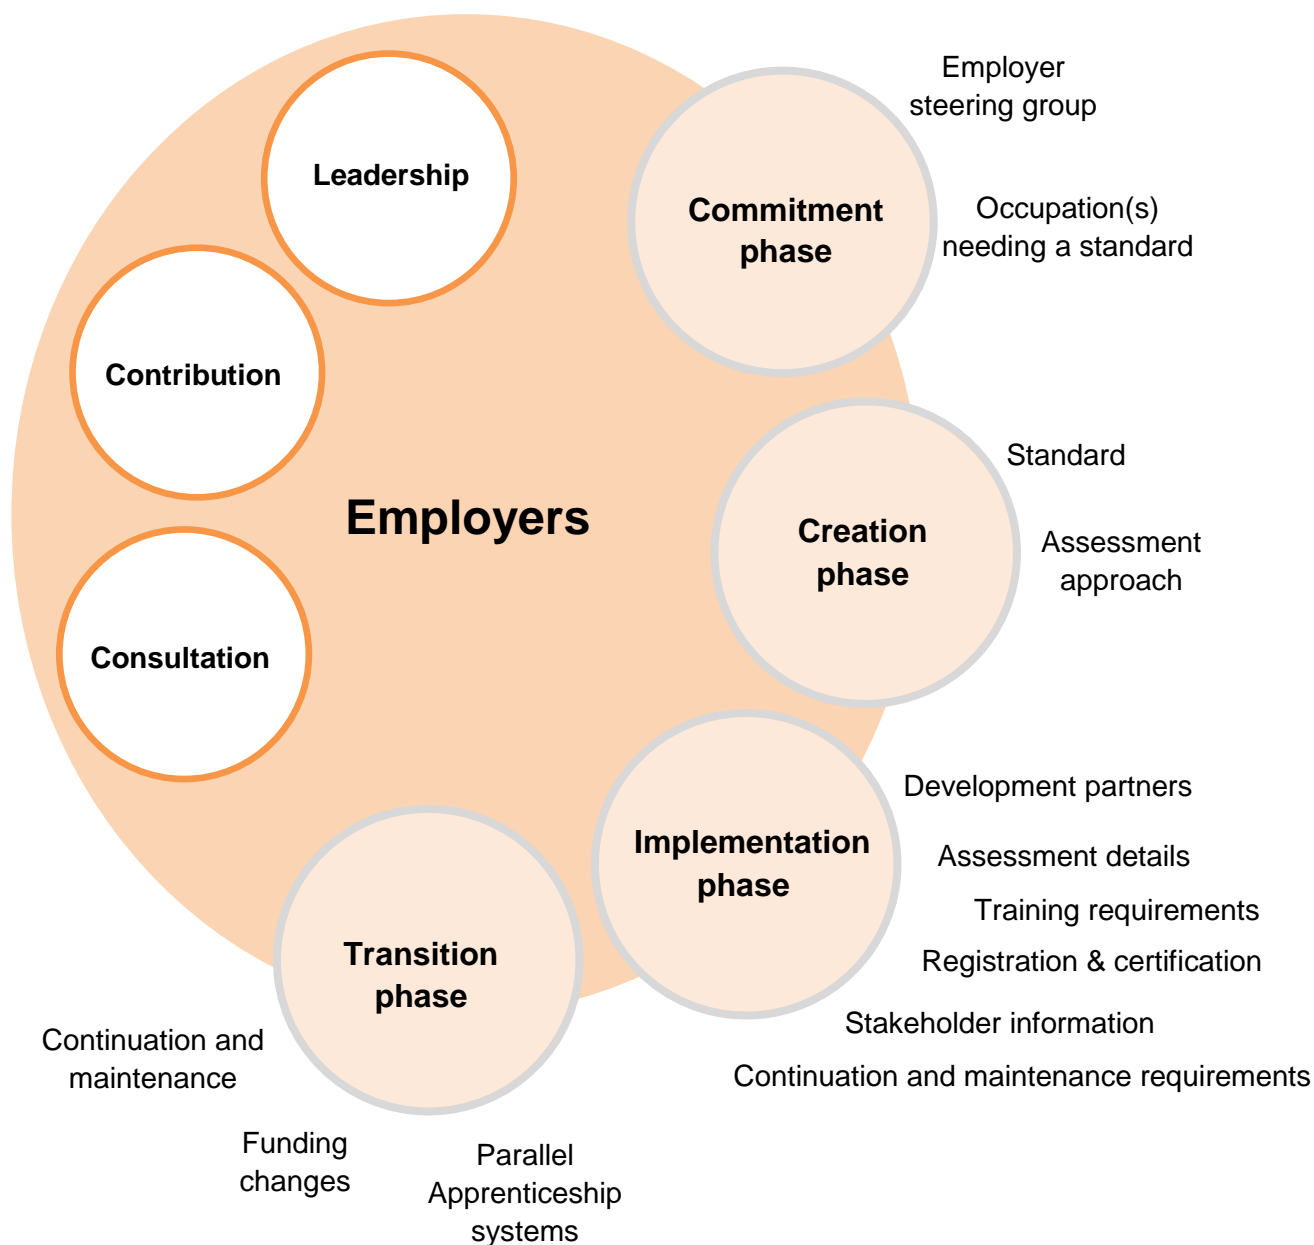 Employer
steering group
Leadership
Commitment
phase
Occupation(s)
needing a standard
Contribution
Employers
Standard
Creation
phase
Assessment
approach
Consultation
Development partners
Implementation
phase
Assessment details
Training requirements
Registration & certification
Stakeholder information
Continuation and maintenance requirements
Transition
phase
Continuation and
maintenance
Funding
changes
Parallel
Apprenticeship
systems